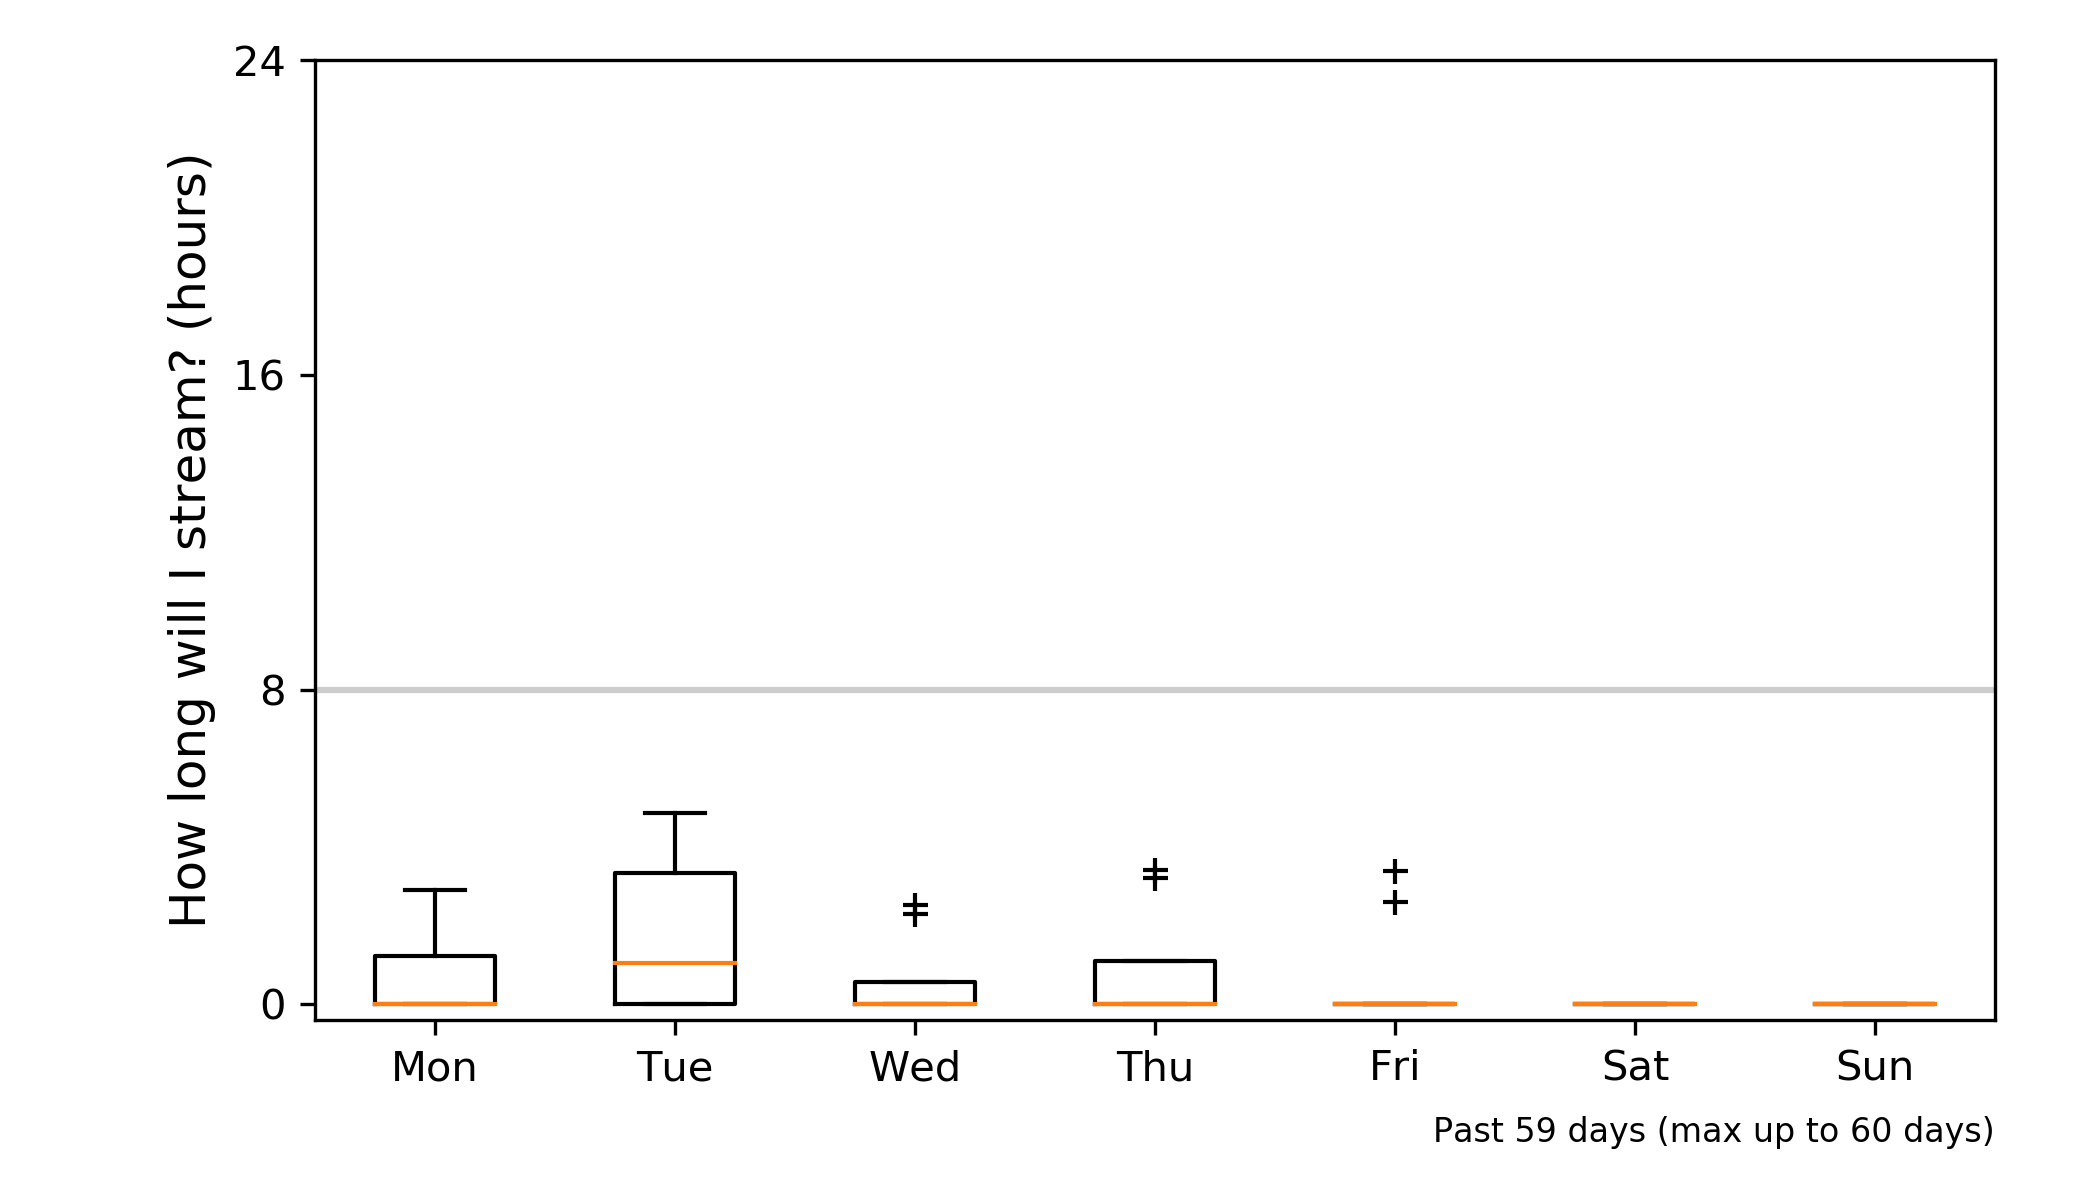 How long will I stream? (hours)
24
16
8
0
Mon Tue Wed Thu Fri Sat Sun
Past 59 days (max up to 60 days)